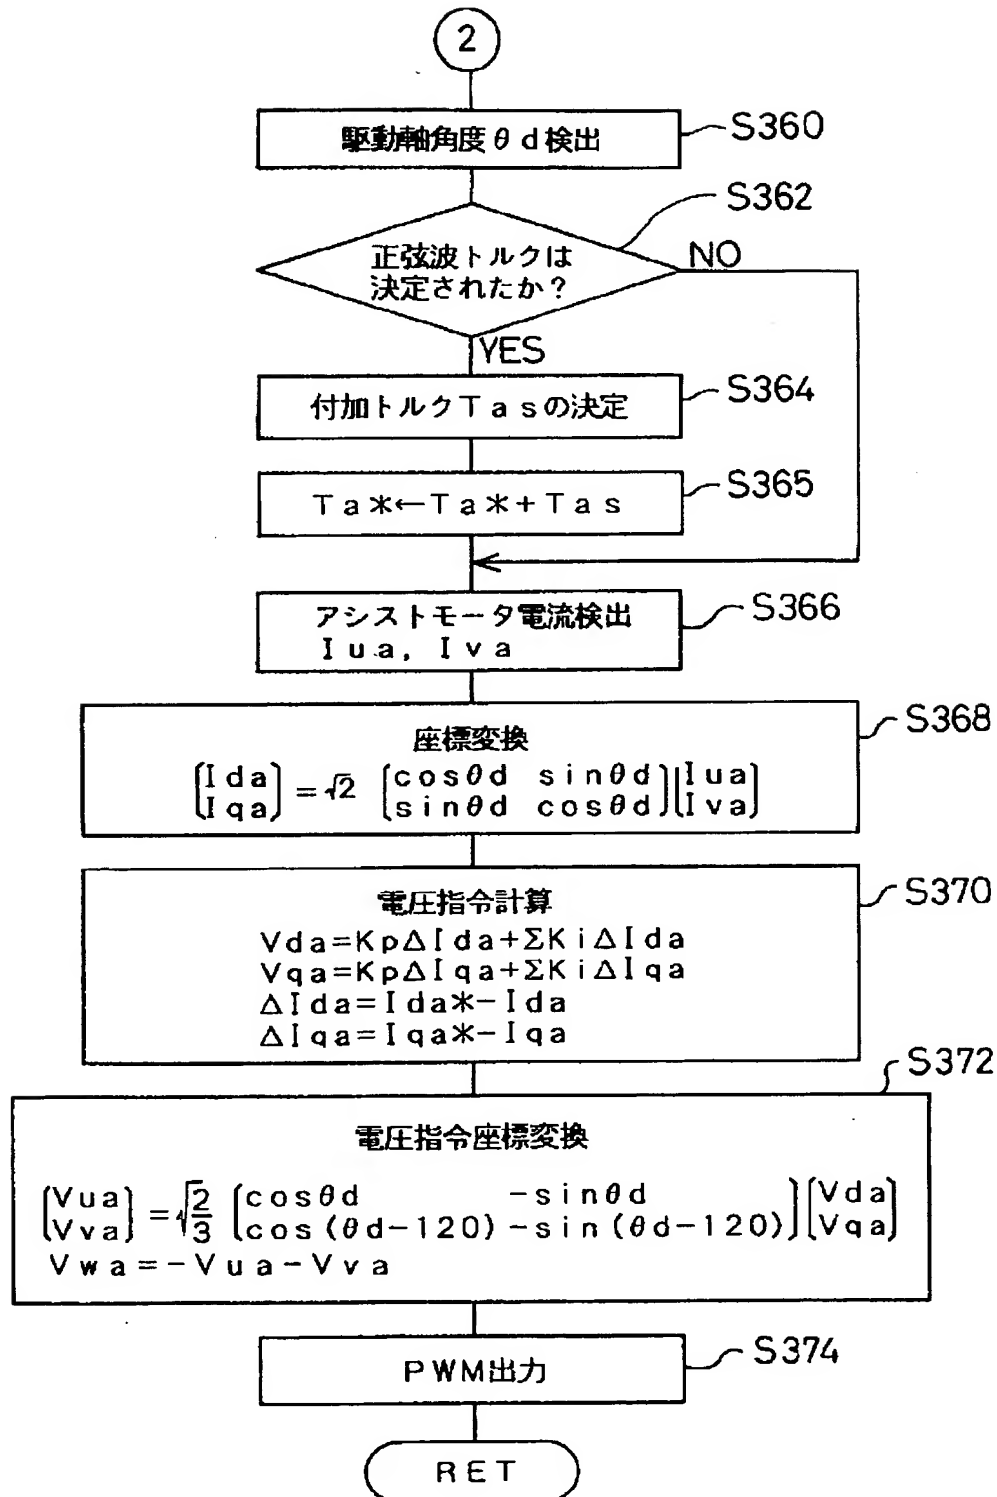 2
駆動軸角度θd検出
S360
S362
正弦波トルクは
決定されたか?
NO
YES
付加トルクTasの決定
S364
Ta*←Ta*+Tas
S365
アシストモータ電流検出
Iua, Iva
S366
座標変換
S368
[Ida] = √2 [cosθd sinθd][Iua]
[Iqa] [sinθd cosθd][Iva]
電圧指令計算
S370
Vda=KpΔIda+ΣKiΔIda
Vqa=KpΔIqa+ΣKiΔIqa
ΔIda=Ida*-Ida
ΔIqa=Iqa*-Iqa
S372
電圧指令座標変換
[Vua] = √2/3 [cosθd -sinθd][Vda]
[Vva] [cos(θd-120) -sin(θd-120)][Vqa]
Vwa=-Vua-Vva
PWM出力
S374
RET